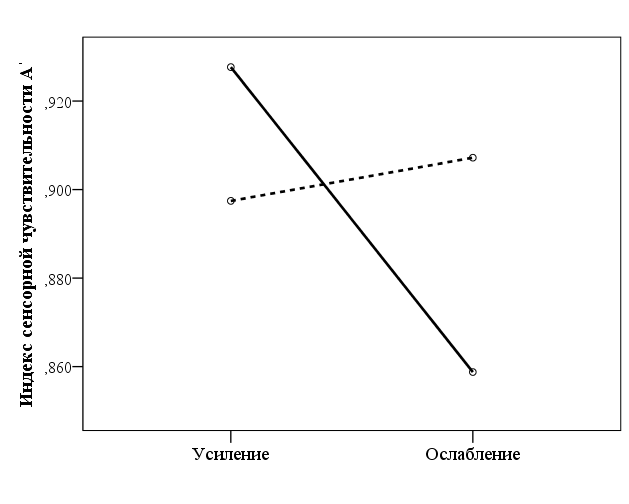 Индекс сенсорной чувствительности A'
,920
,900
,880
,860
Усиление Ослабление